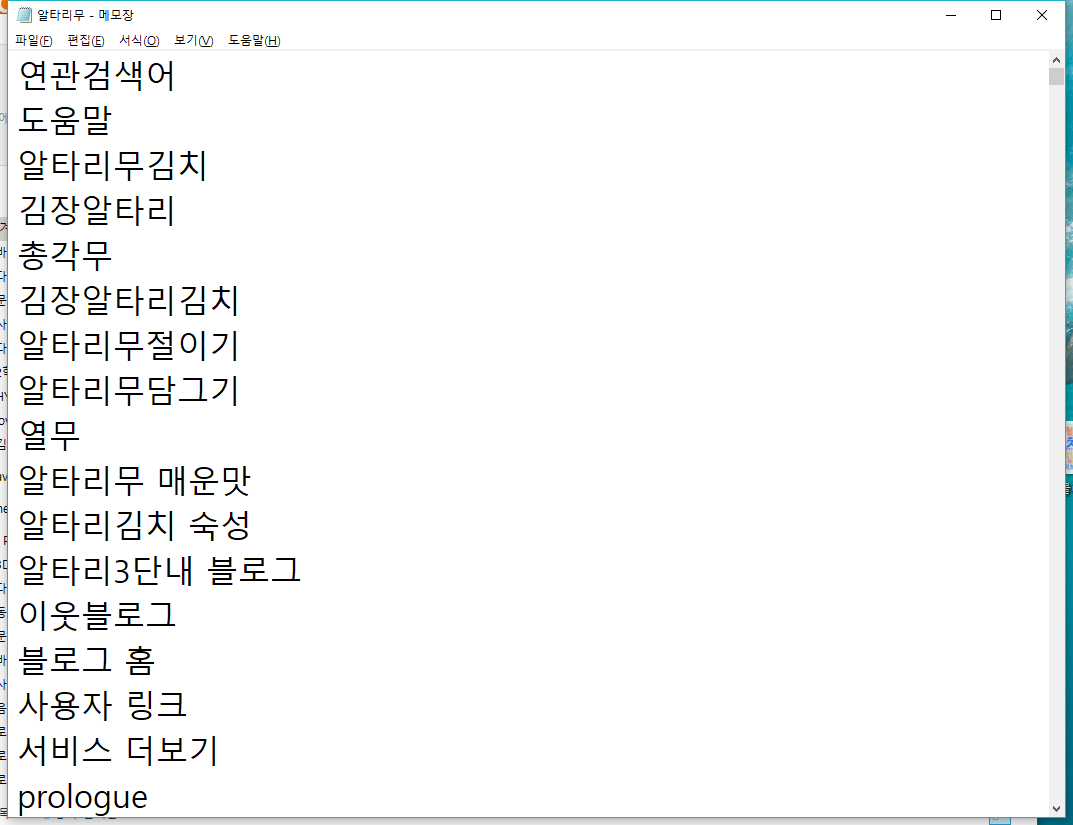 알타리무 - 메모장
파일(F) 편집(E) 서식(O) 보기(V) 도움말(H)
연관검색어
도움말
알타리무김치
김장알타리
총각무
김장알타리김치
알타리무절이기
알타리무담그기
열무
알타리무 매운맛
알타리김치 숙성
알타리3단내 블로그
이웃블로그
블로그 홈
사용자 링크
서비스 더보기
prologue